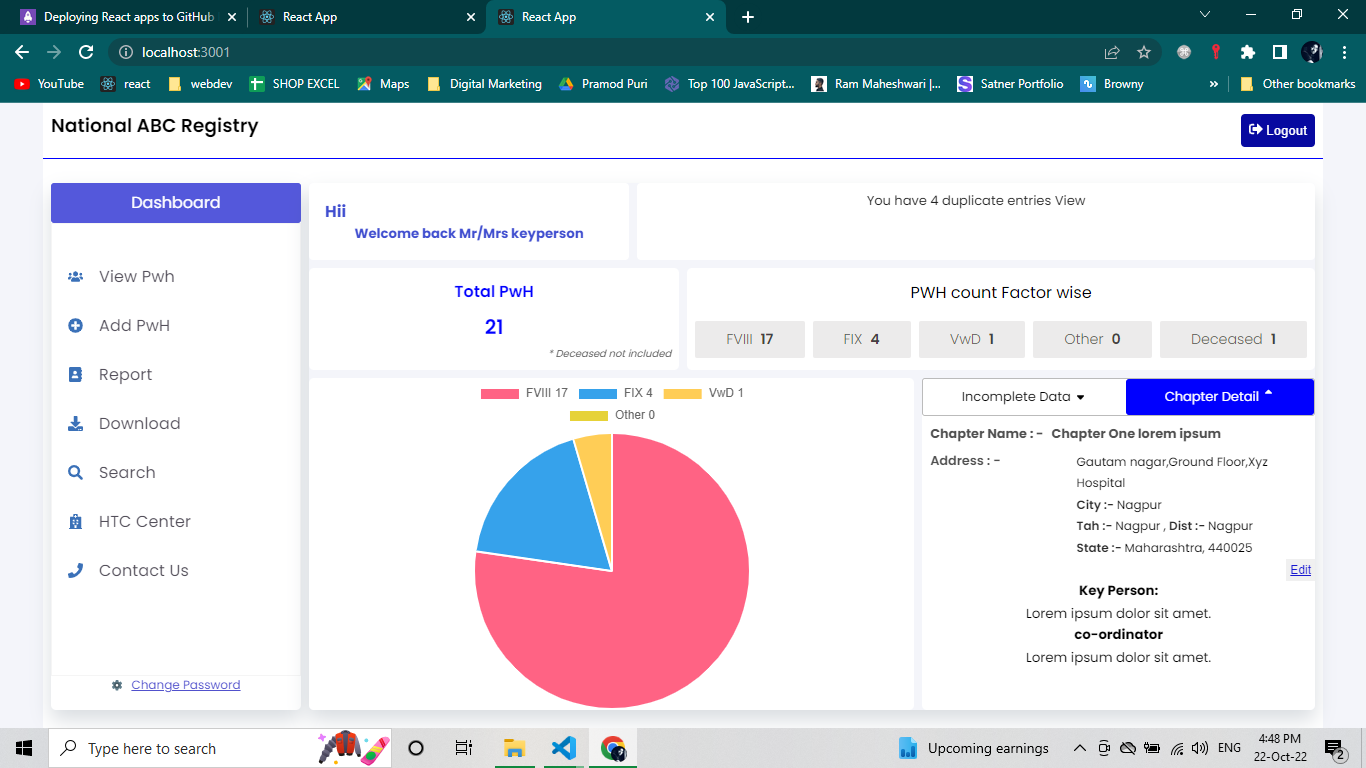 Deploying React apps to GitHub
React App
React App
localhost:3001
YouTube
react
webdev
SHOP EXCEL
Maps
Digital Marketing
Pramod Puri
Top 100 JavaScript...
Ram Maheshwari |...
Satner Portfolio
Browny
»
Other bookmarks
National ABC Registry
Logout
Dashboard
View Pwh
Add PwH
Report
Download
Search
HTC Center
Contact Us
Change Password
Hii
Welcome back Mr/Mrs keyperson
You have 4 duplicate entries View
Total PwH
21
* Deceased not included
PWH count Factor wise
FVIII 17
FIX 4
VwD 1
Other 0
Deceased 1
FVIII 17
FIX 4
VwD 1
Other 0
Incomplete Data
Chapter Detail
Chapter Name : - Chapter One lorem ipsum
Address : -
Gautam nagar,Ground Floor,Xyz
Hospital
City :- Nagpur
Tah :- Nagpur , Dist :- Nagpur
State :- Maharashtra, 440025
Edit
Key Person:
Lorem ipsum dolor sit amet.
co-ordinator
Lorem ipsum dolor sit amet.
Type here to search
Upcoming earnings
ENG
4:48 PM
22-Oct-22
2